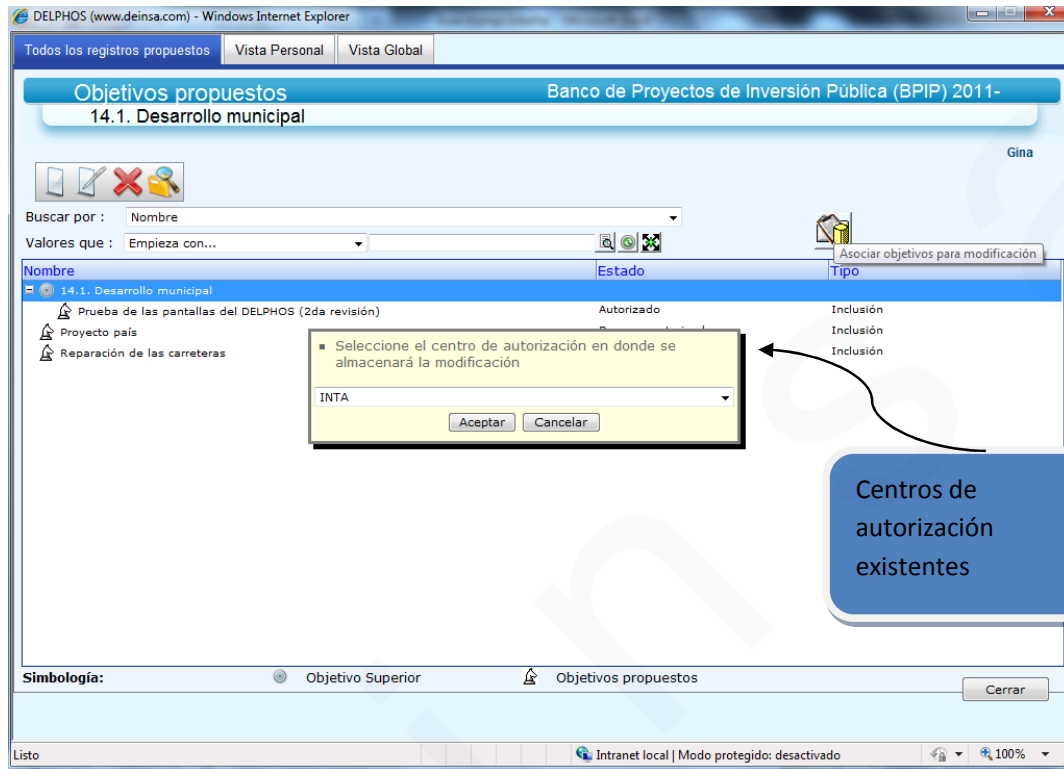 DELPHOS (www.deinsa.com) - Windows Internet Explorer
Todos los registros propuestos Vista Personal Vista Global
Objetivos propuestos Banco de Proyectos de Inversión Pública (BPIP) 2011-
14.1. Desarrollo municipal
Gina
Buscar por : Nombre
Valores que : Empieza con...
Asociar objetivos para modificación
Nombre Estado Tipo
14.1. Desarrollo municipal
Prueba de las pantallas del DELPHOS (2da revisión) Autorizado Inclusión
Proyecto país Inclusión
Reparación de las carreteras Inclusión
Seleccione el centro de autorización en donde se
almacenará la modificación
INTA
Aceptar Cancelar
Centros de
autorización
existentes
Simbología: Objetivo Superior Objetivos propuestos
Cerrar
Listo Intranet local | Modo protegido: desactivado 100%